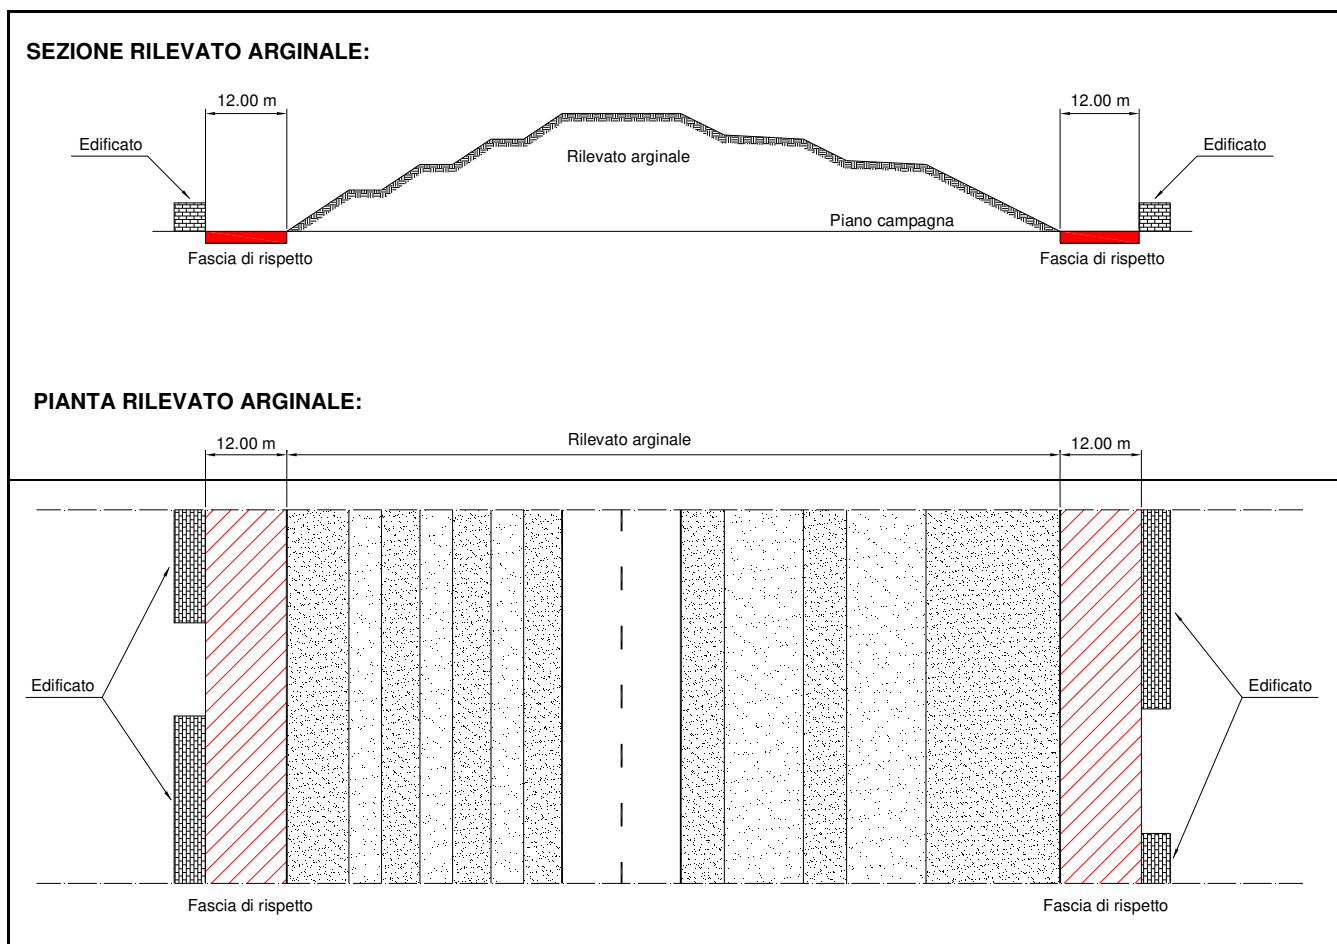 SEZIONE RILEVATO ARGINALE:
12.00 m
12.00 m
Edificato
Rilevato arginale
Edificato
Piano campagna
Fascia di rispetto
Fascia di rispetto
PIANTA RILEVATO ARGINALE:
12.00 m
Rilevato arginale
12.00 m
Edificato
Edificato
Fascia di rispetto
Fascia di rispetto